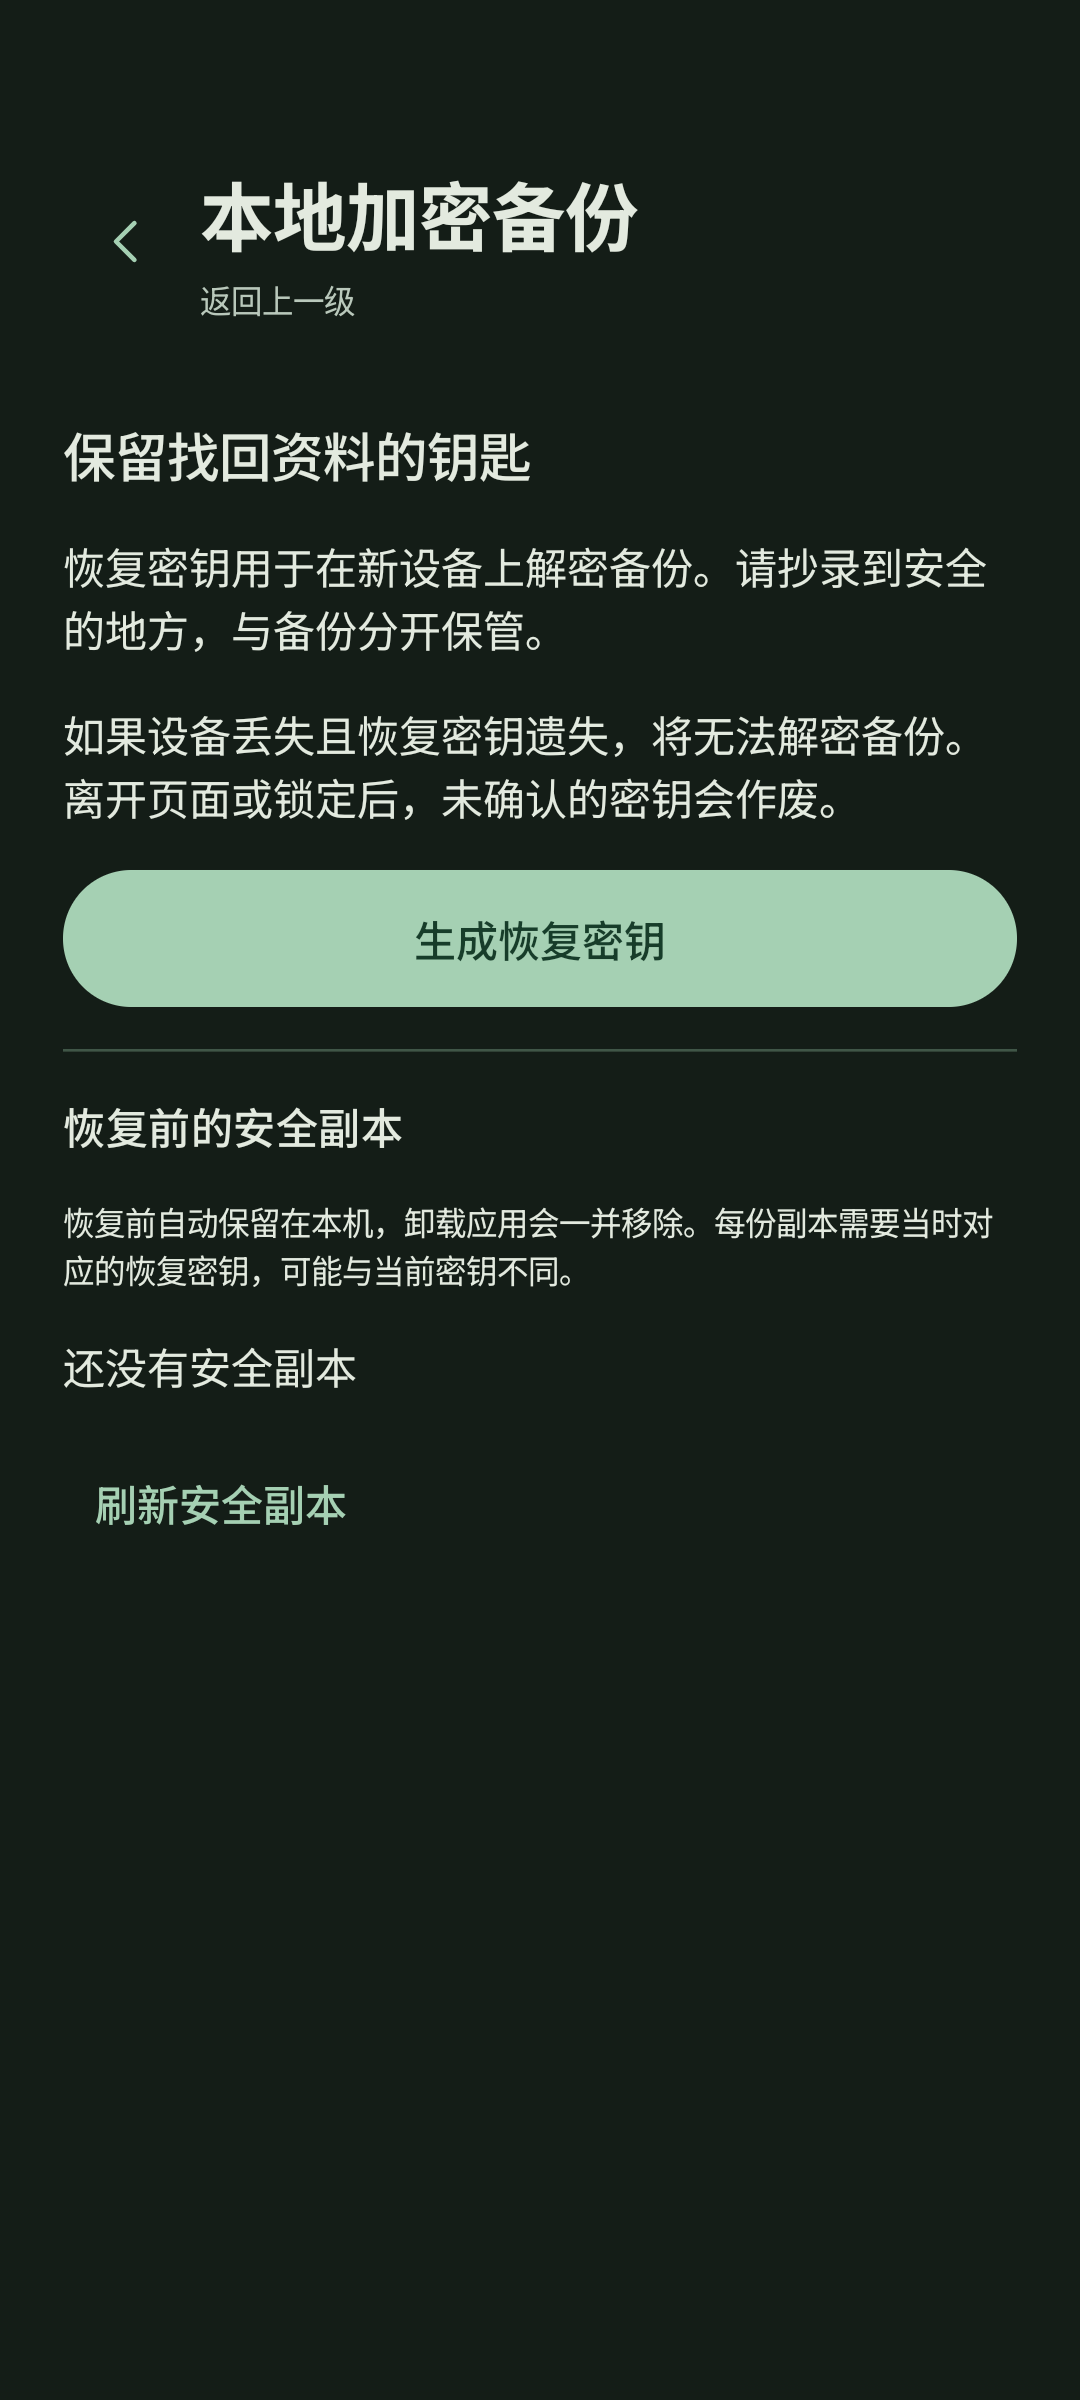 本地加密备份
返回上一级
保留找回资料的钥匙
恢复密钥用于在新设备上解密备份。请抄录到安全
的地方，与备份分开保管。
如果设备丢失且恢复密钥遗失，将无法解密备份。
离开页面或锁定后，未确认的密钥会作废。
生成恢复密钥
恢复前的安全副本
恢复前自动保留在本机，卸载应用会一并移除。每份副本需要当时对
应的恢复密钥，可能与当前密钥不同。
还没有安全副本
刷新安全副本